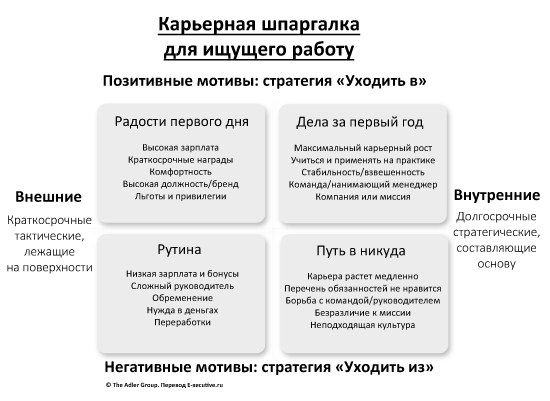 Карьерная шпаргалка
для ищущего работу
Позитивные мотивы: стратегия «Уходить в»
Радости первого дня
Высокая зарплата
Краткосрочные награды
Комфортность
Высокая должность/бренд
Льготы и привилегии
Дела за первый год
Максимальный карьерный рост
Учиться и применять на практике
Стабильность/взвешенность
Команда/нанимающий менеджер
Компания или миссия
Внешние
Краткосрочные
тактические,
лежащие
на поверхности
Внутренние
Долгосрочные
стратегические,
составляющие
основу
Рутина
Низкая зарплата и бонусы
Сложный руководитель
Обременение
Нужда в деньгах
Переработки
Путь в никуда
Карьера растет медленно
Перечень обязанностей не нравится
Борьба с командой/руководителем
Безразличие к миссии
Неподходящая культура
Негативные мотивы: стратегия «Уходить из»
© The Adler Group. Перевод E-xecutive.ru